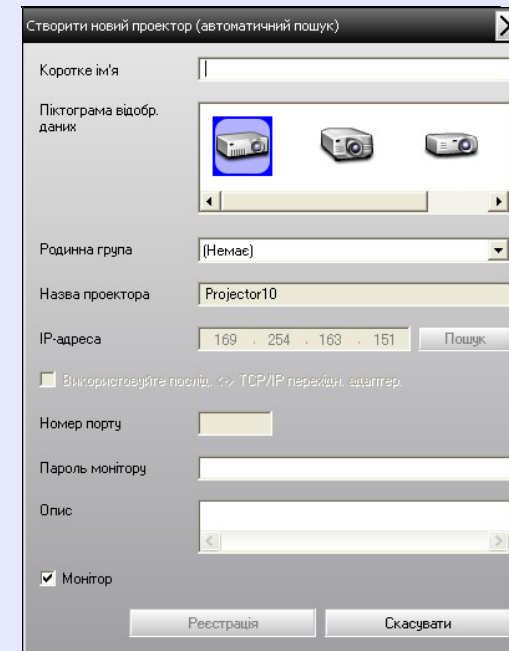 Створити новий проектор (автоматичний пошук)
Коротке ім'я
Піктограма відобр.
даних
Родинна група (Немає)
Назва проектора Projector10
IP-адреса 169 . 254 . 163 . 151 Пошук
Використовуйте послід. <-> TCP/IP перехідн. адаптер.
Номер порту
Пароль монітору
Опис
Монітор
Реєстрація Скасувати